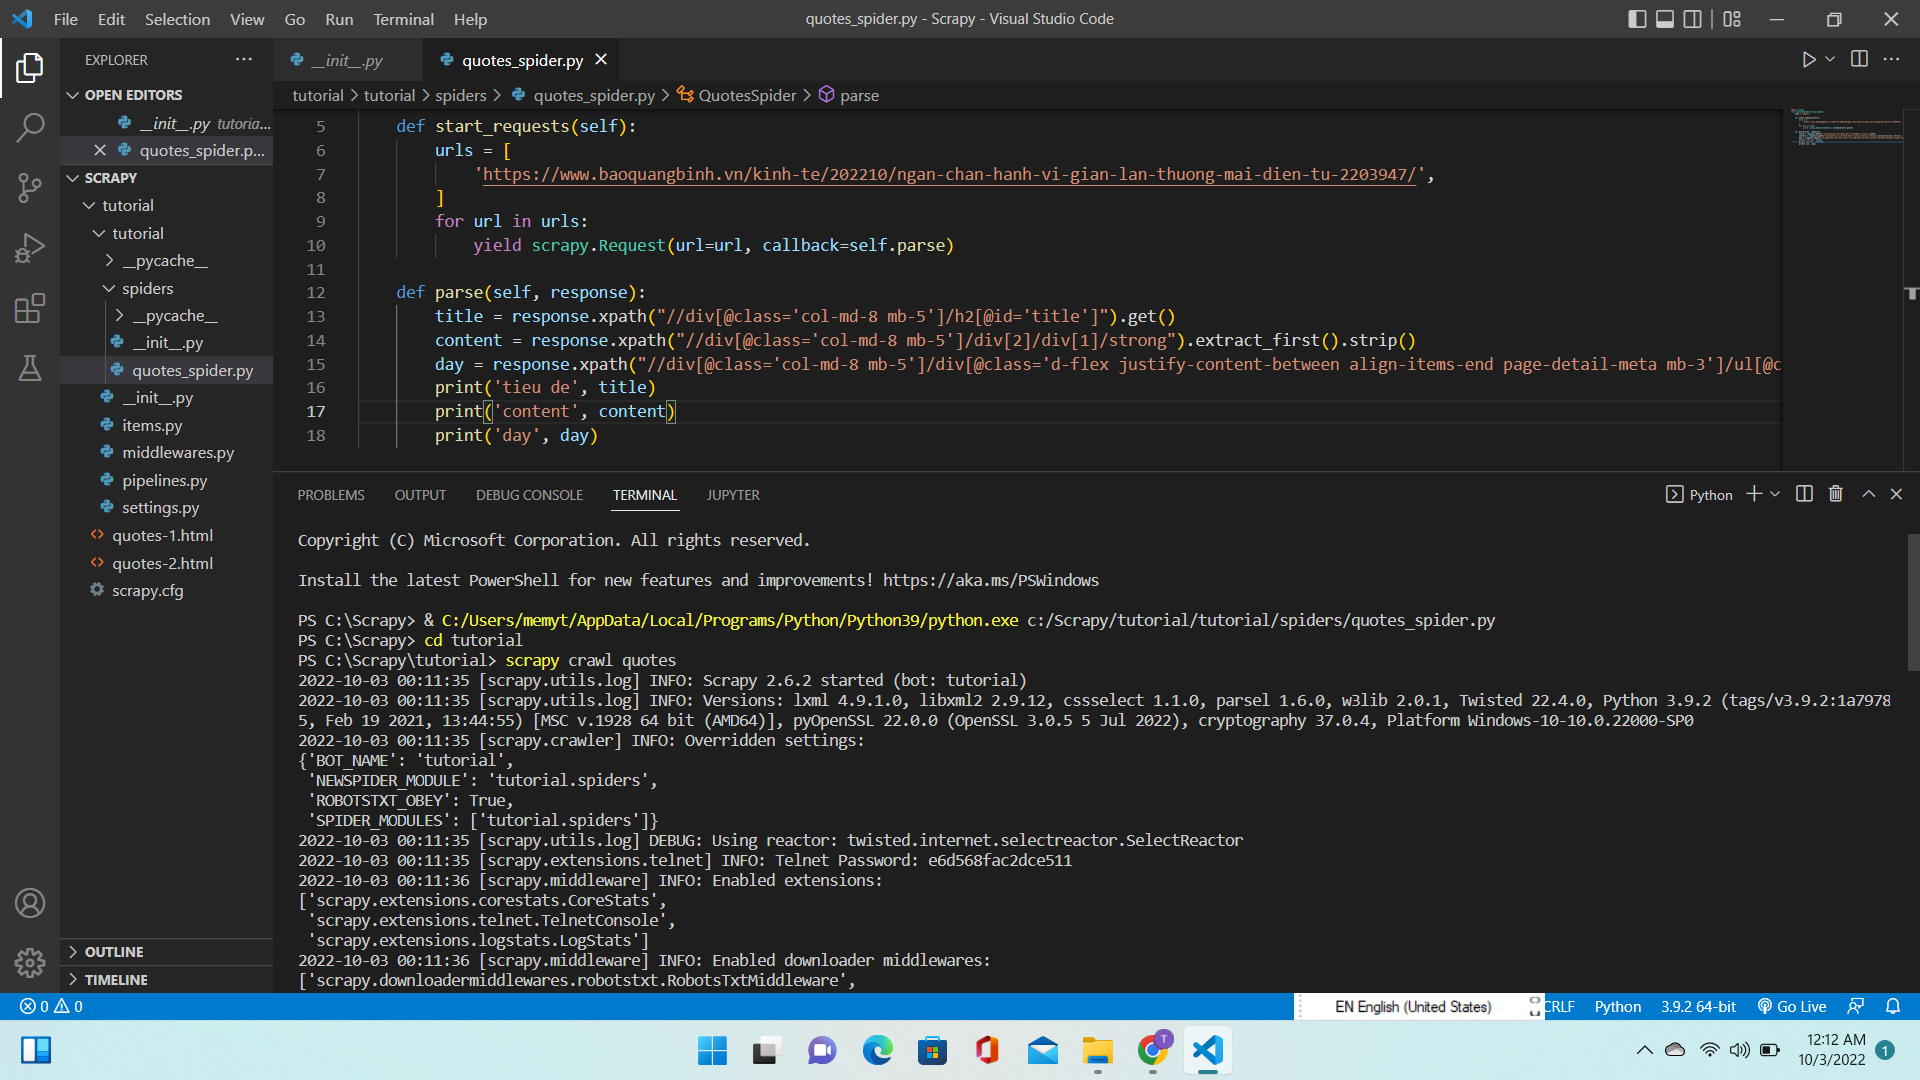 File Edit Selection View Go Run Terminal Help
quotes_spider.py - Scrapy - Visual Studio Code
EXPLORER
__init__.py
quotes_spider.py
OPEN EDITORS
__init__.py tutoria...
quotes_spider.p...
SCRAPY
tutorial
tutorial
__pycache__
spiders
__pycache__
__init__.py
quotes_spider.py
__init__.py
items.py
middlewares.py
pipelines.py
settings.py
quotes-1.html
quotes-2.html
scrapy.cfg
OUTLINE
TIMELINE
tutorial > tutorial > spiders > quotes_spider.py > QuotesSpider > parse
5 def start_requests(self):
6 urls = [
7 'https://www.baoquangbinh.vn/kinh-te/202210/ngan-chan-hanh-vi-gian-lan-thuong-mai-dien-tu-2203947/',
8 ]
9 for url in urls:
10 yield scrapy.Request(url=url, callback=self.parse)
11
12 def parse(self, response):
13 title = response.xpath("//div[@class='col-md-8 mb-5']/h2[@id='title']").get()
14 content = response.xpath("//div[@class='col-md-8 mb-5']/div[2]/div[1]/strong").extract_first().strip()
15 day = response.xpath("//div[@class='col-md-8 mb-5']/div[@class='d-flex justify-content-between align-items-end page-detail-meta mb-3']/ul[@c
16 print('tieu de', title)
17 print('content', content)
18 print('day', day)
PROBLEMS OUTPUT DEBUG CONSOLE TERMINAL JUPYTER
Python
Copyright (C) Microsoft Corporation. All rights reserved.
Install the latest PowerShell for new features and improvements! https://aka.ms/PSWindows
PS C:\Scrapy> & C:/Users/memyt/AppData/Local/Programs/Python/Python39/python.exe c:/Scrapy/tutorial/tutorial/spiders/quotes_spider.py
PS C:\Scrapy> cd tutorial
PS C:\Scrapy\tutorial> scrapy crawl quotes
2022-10-03 00:11:35 [scrapy.utils.log] INFO: Scrapy 2.6.2 started (bot: tutorial)
2022-10-03 00:11:35 [scrapy.utils.log] INFO: Versions: lxml 4.9.1.0, libxml2 2.9.12, cssselect 1.1.0, parsel 1.6.0, w3lib 2.0.1, Twisted 22.4.0, Python 3.9.2 (tags/v3.9.2:1a7978
5, Feb 19 2021, 13:44:55) [MSC v.1928 64 bit (AMD64)], pyOpenSSL 22.0.0 (OpenSSL 3.0.5 5 Jul 2022), cryptography 37.0.4, Platform Windows-10-10.0.22000-SP0
2022-10-03 00:11:35 [scrapy.crawler] INFO: Overridden settings:
{'BOT_NAME': 'tutorial',
'NEWSPIDER_MODULE': 'tutorial.spiders',
'ROBOTSTXT_OBEY': True,
'SPIDER_MODULES': ['tutorial.spiders']}
2022-10-03 00:11:35 [scrapy.utils.log] DEBUG: Using reactor: twisted.internet.selectreactor.SelectReactor
2022-10-03 00:11:35 [scrapy.extensions.telnet] INFO: Telnet Password: e6d568fac2dce511
2022-10-03 00:11:36 [scrapy.middleware] INFO: Enabled extensions:
['scrapy.extensions.corestats.CoreStats',
'scrapy.extensions.telnet.TelnetConsole',
'scrapy.extensions.logstats.LogStats']
2022-10-03 00:11:36 [scrapy.middleware] INFO: Enabled downloader middlewares:
['scrapy.downloadermiddlewares.robotstxt.RobotsTxtMiddleware',
0 0
EN English (United States)
CRLF Python 3.9.2 64-bit Go Live
T
12:12 AM
10/3/2022
1